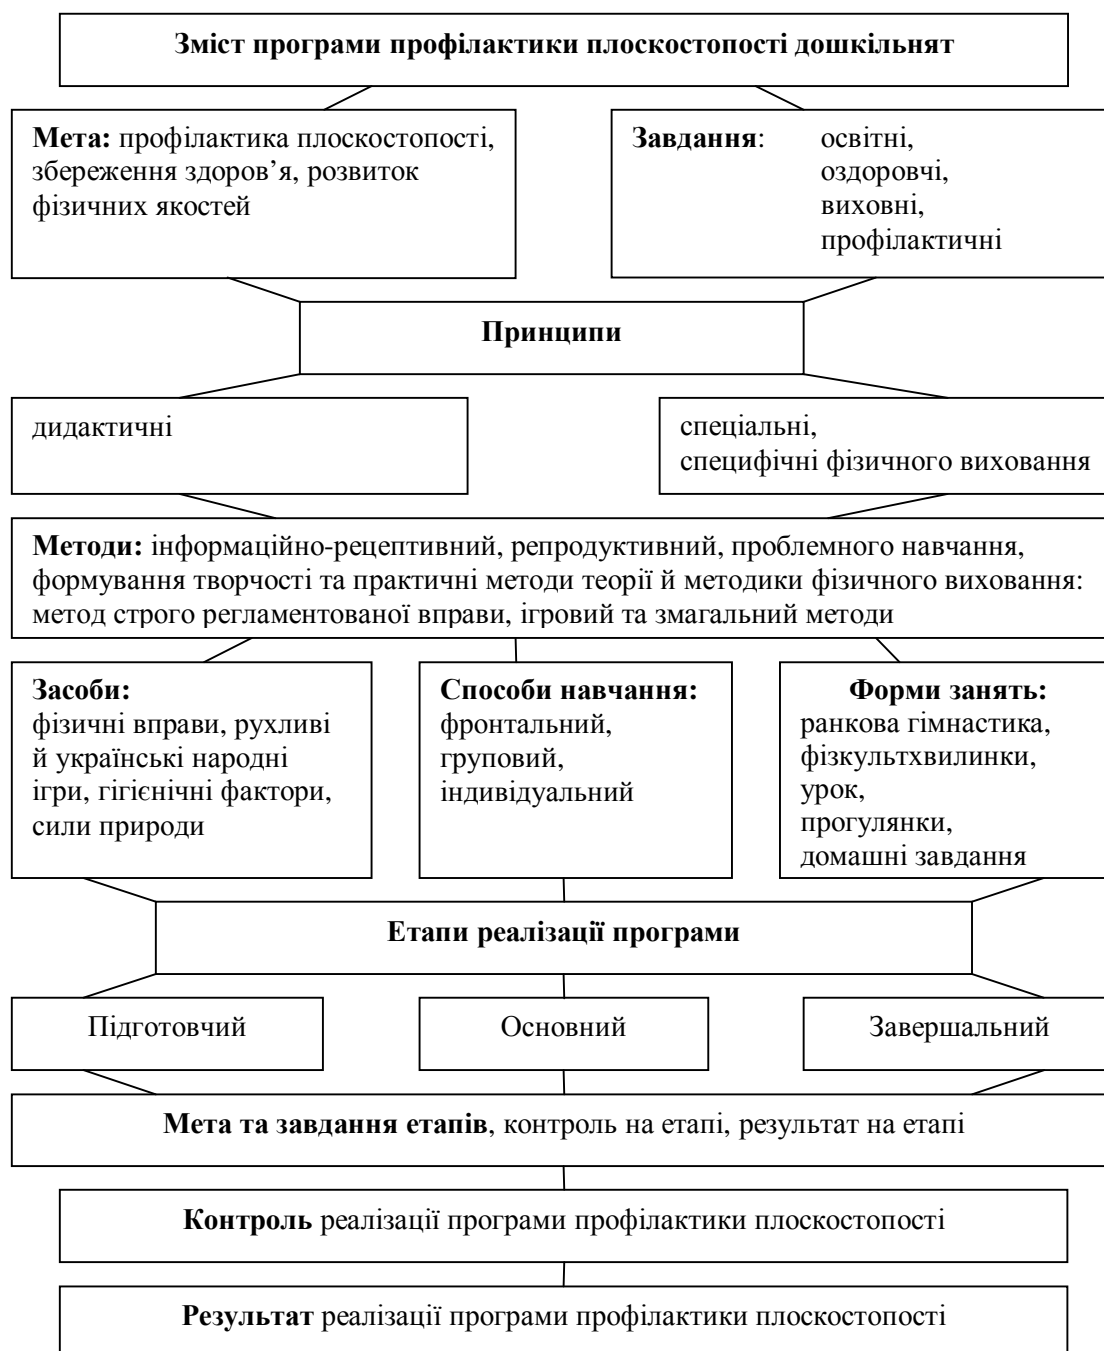 Зміст програми профілактики плоскостопості дошкільнят
Мета: профілактика плоскостопості,
збереження здоров’я, розвиток
фізичних якостей
Завдання: освітні,
оздоровчі,
виховні,
профілактичні
Принципи
дидактичні
спеціальні,
специфічні фізичного виховання
Методи: інформаційно-рецептивний, репродуктивний, проблемного навчання,
формування творчості та практичні методи теорії й методики фізичного виховання:
метод строго регламентованої вправи, ігровий та змагальний методи
Засоби:
фізичні вправи, рухливі
й українські народні
ігри, гігієнічні фактори,
сили природи
Способи навчання:
фронтальний,
груповий,
індивідуальний
Форми занять:
ранкова гімнастика,
фізкультхвилинки,
урок,
прогулянки,
домашні завдання
Етапи реалізації програми
Підготовчий
Основний
Завершальний
Мета та завдання етапів, контроль на етапі, результат на етапі
Контроль реалізації програми профілактики плоскостопості
Результат реалізації програми профілактики плоскостопості